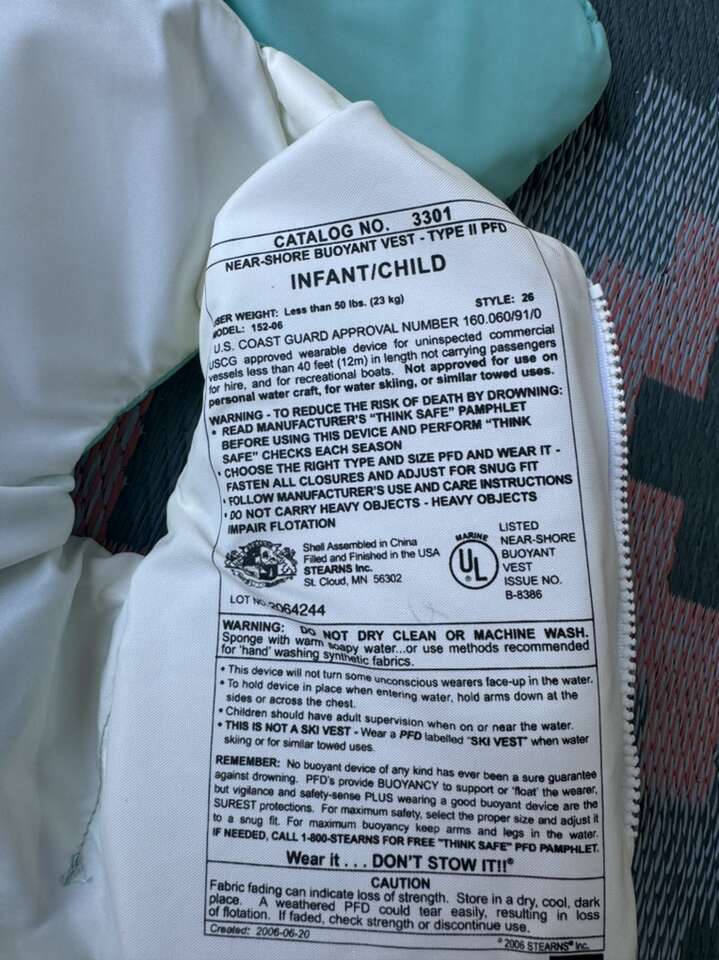 CATALOG NO. 3301
NEAR-SHORE BUOYANT VEST - TYPE II PFD
INFANT/CHILD
USER WEIGHT: Less than 50 lbs. (23 kg)
MODEL: 152-06 STYLE: 26
U.S. COAST GUARD APPROVAL NUMBER 160.060/91/0
USCG approved wearable device for uninspected commercial
vessels less than 40 feet (12m) in length not carrying passengers
for hire, and for recreational boats. Not approved for use on
personal water craft, for water skiing, or similar towed uses.
WARNING - TO REDUCE THE RISK OF DEATH BY DROWNING:
• READ MANUFACTURER'S "THINK SAFE" PAMPHLET
BEFORE USING THIS DEVICE AND PERFORM "THINK
SAFE" CHECKS EACH SEASON
• CHOOSE THE RIGHT TYPE AND SIZE PFD AND WEAR IT -
FASTEN ALL CLOSURES AND ADJUST FOR SNUG FIT
• FOLLOW MANUFACTURER'S USE AND CARE INSTRUCTIONS
• DO NOT CARRY HEAVY OBJECTS - HEAVY OBJECTS
IMPAIR FLOTATION
Shell Assembled in China
Filled and Finished in the USA
STEARNS Inc.
St. Cloud, MN 56302
MARINE
UL
LISTED
NEAR-SHORE
BUOYANT
VEST
ISSUE NO.
B-8386
LOT NO. 2064244
WARNING: DO NOT DRY CLEAN OR MACHINE WASH.
Sponge with warm soapy water...or use methods recommended
for 'hand' washing synthetic fabrics.
• This device will not turn some unconscious wearers face-up in the water.
• To hold device in place when entering water, hold arms down at the
sides or across the chest.
• Children should have adult supervision when on or near the water.
• THIS IS NOT A SKI VEST - Wear a PFD labelled "SKI VEST" when water
skiing or for similar towed uses.
REMEMBER: No buoyant device of any kind has ever been a sure guarantee
against drowning. PFD's provide BUOYANCY to support or 'float' the wearer,
but vigilance and safety-sense PLUS wearing a good buoyant device are the
SUREST protections. For maximum safety, select the proper size and adjust it
to a snug fit. For maximum buoyancy keep arms and legs in the water.
IF NEEDED, CALL 1-800-STEARNS FOR FREE "THINK SAFE" PFD PAMPHLET.
Wear it . . . DON'T STOW IT!!®
CAUTION
Fabric fading can indicate loss of strength. Store in a dry, cool, dark
place. A weathered PFD could tear easily, resulting in loss
of flotation. If faded, check strength or discontinue use.
Created: 2006-06-20
© 2006 STEARNS® Inc.